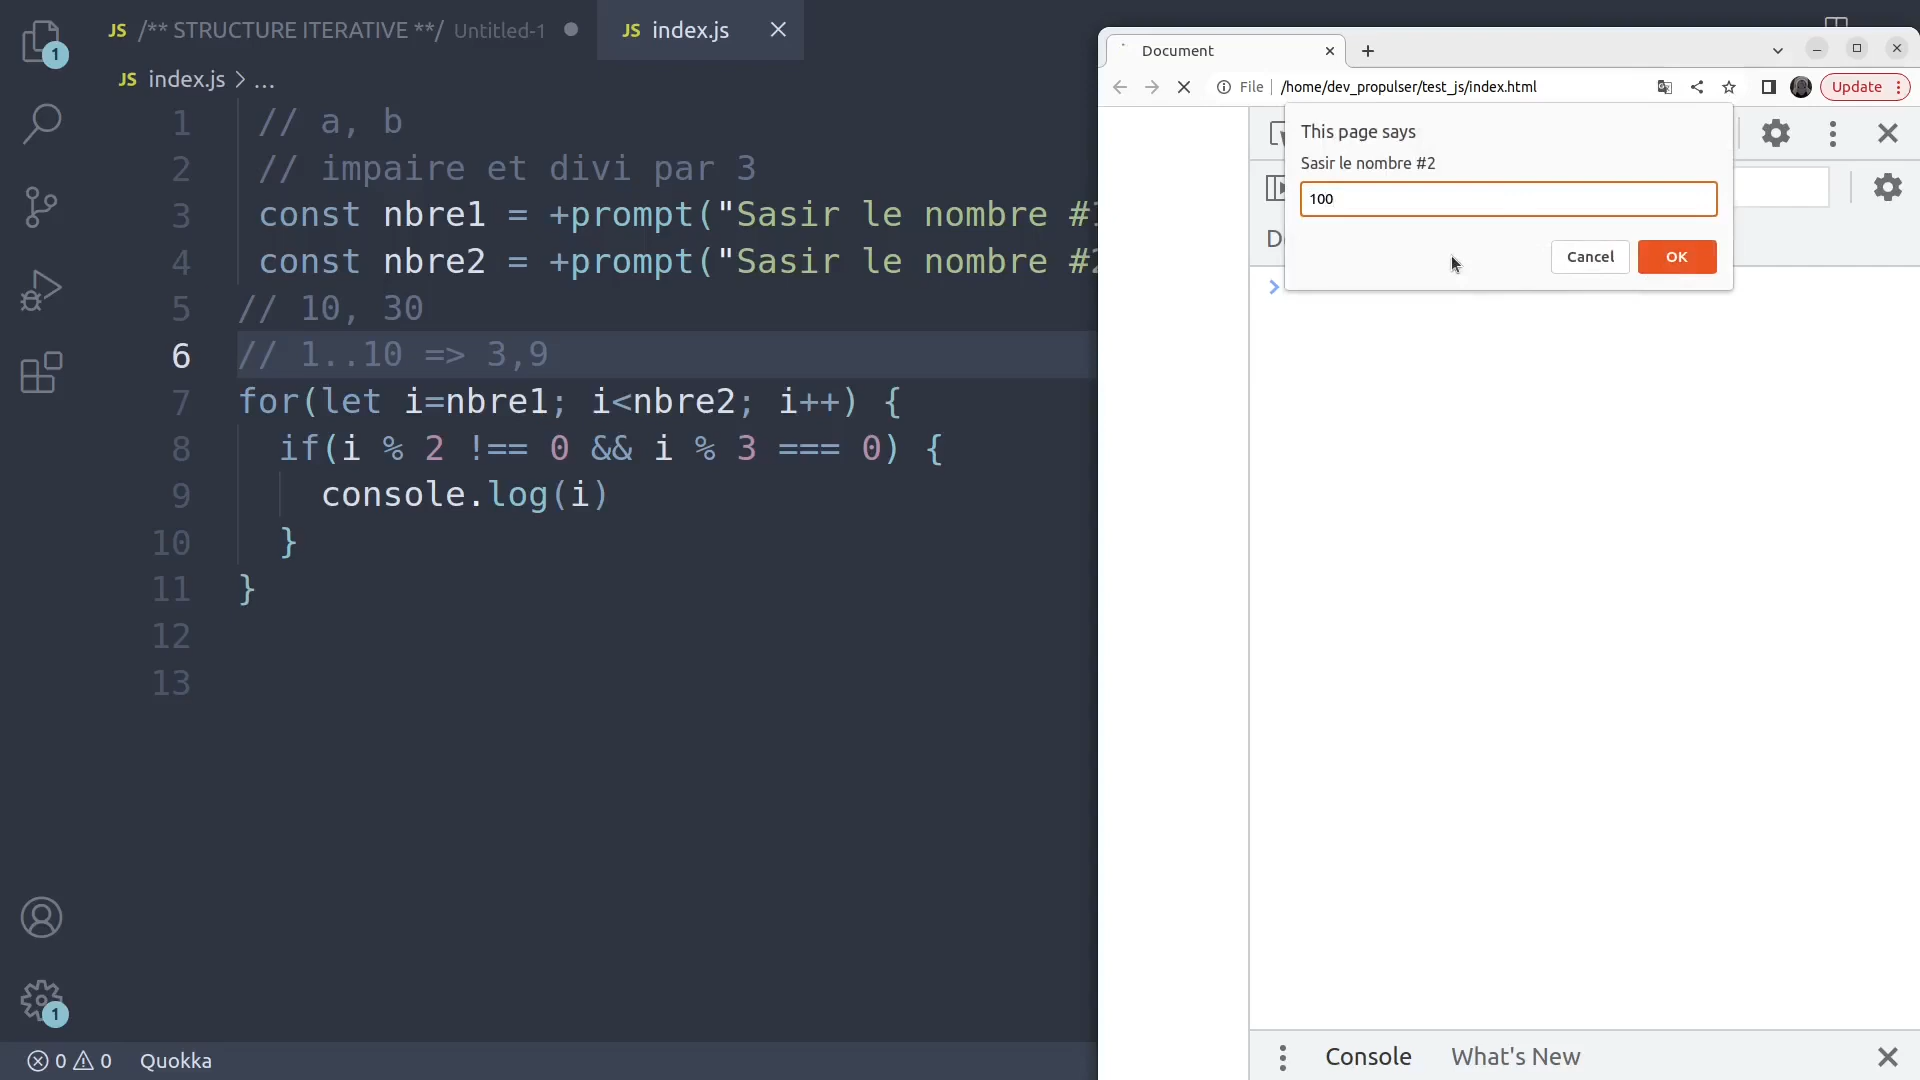 JS /** STRUCTURE ITERATIVE **/ Untitled-1
JS index.js
JS index.js > ...
1 // a, b
2 // impaire et divi par 3
3 const nbre1 = +prompt("Sasir le nombre #1
4 const nbre2 = +prompt("Sasir le nombre #2
5 // 10, 30
6 // 1..10 => 3,9
7 for(let i=nbre1; i<nbre2; i++) {
8 if(i % 2 !== 0 && i % 3 === 0) {
9 console.log(i)
10 }
11 }
12
13
1
1
0 0 Quokka
Document
File /home/dev_propulser/test_js/index.html
Update
This page says
Sasir le nombre #2
100
Cancel OK
Console What's New